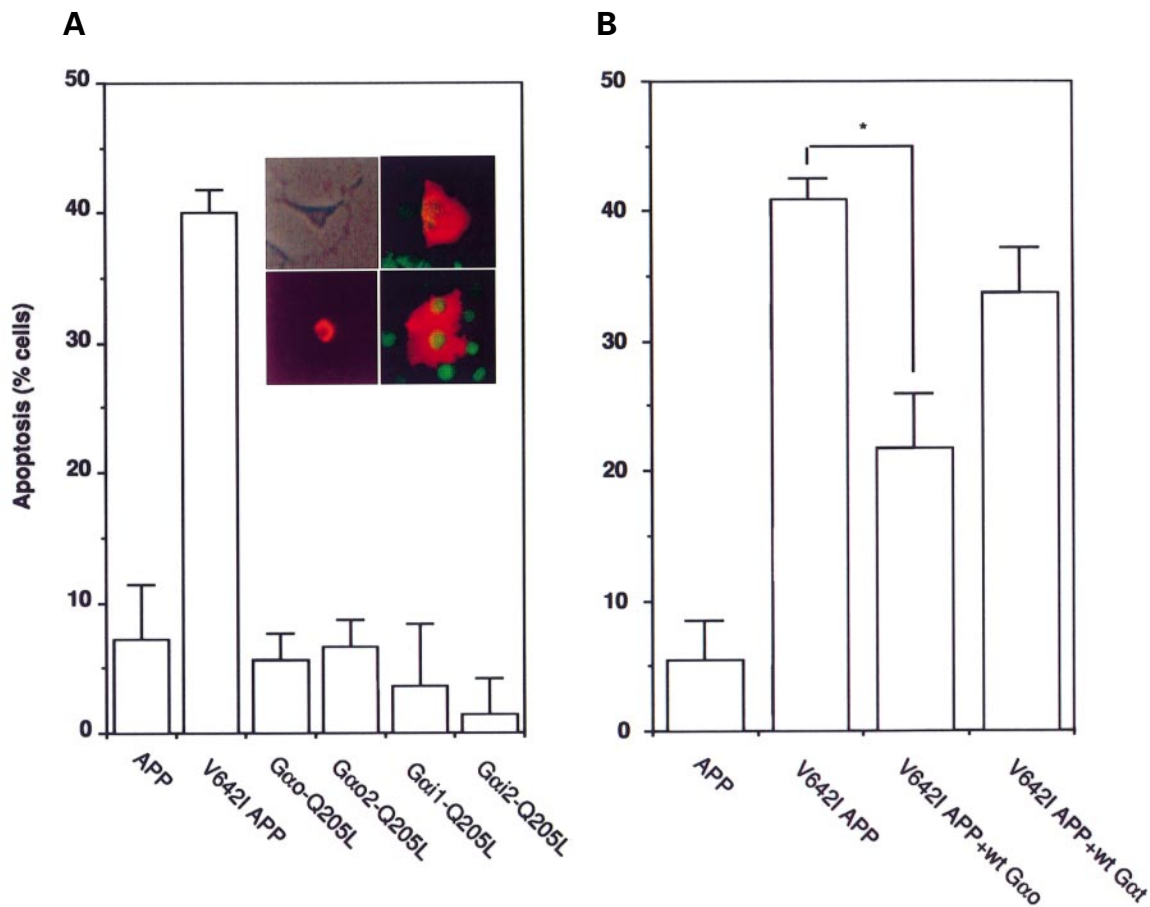 A
B
50
40
30
20
10
0
Apoptosis (% cells)
APP
V642I APP
Gαo-Q205L
Gαo2-Q205L
Gαi1-Q205L
Gαi2-Q205L
50
40
30
20
10
0
*
APP
V642I APP
V642I APP+wt Gαo
V642I APP+wt Gαt